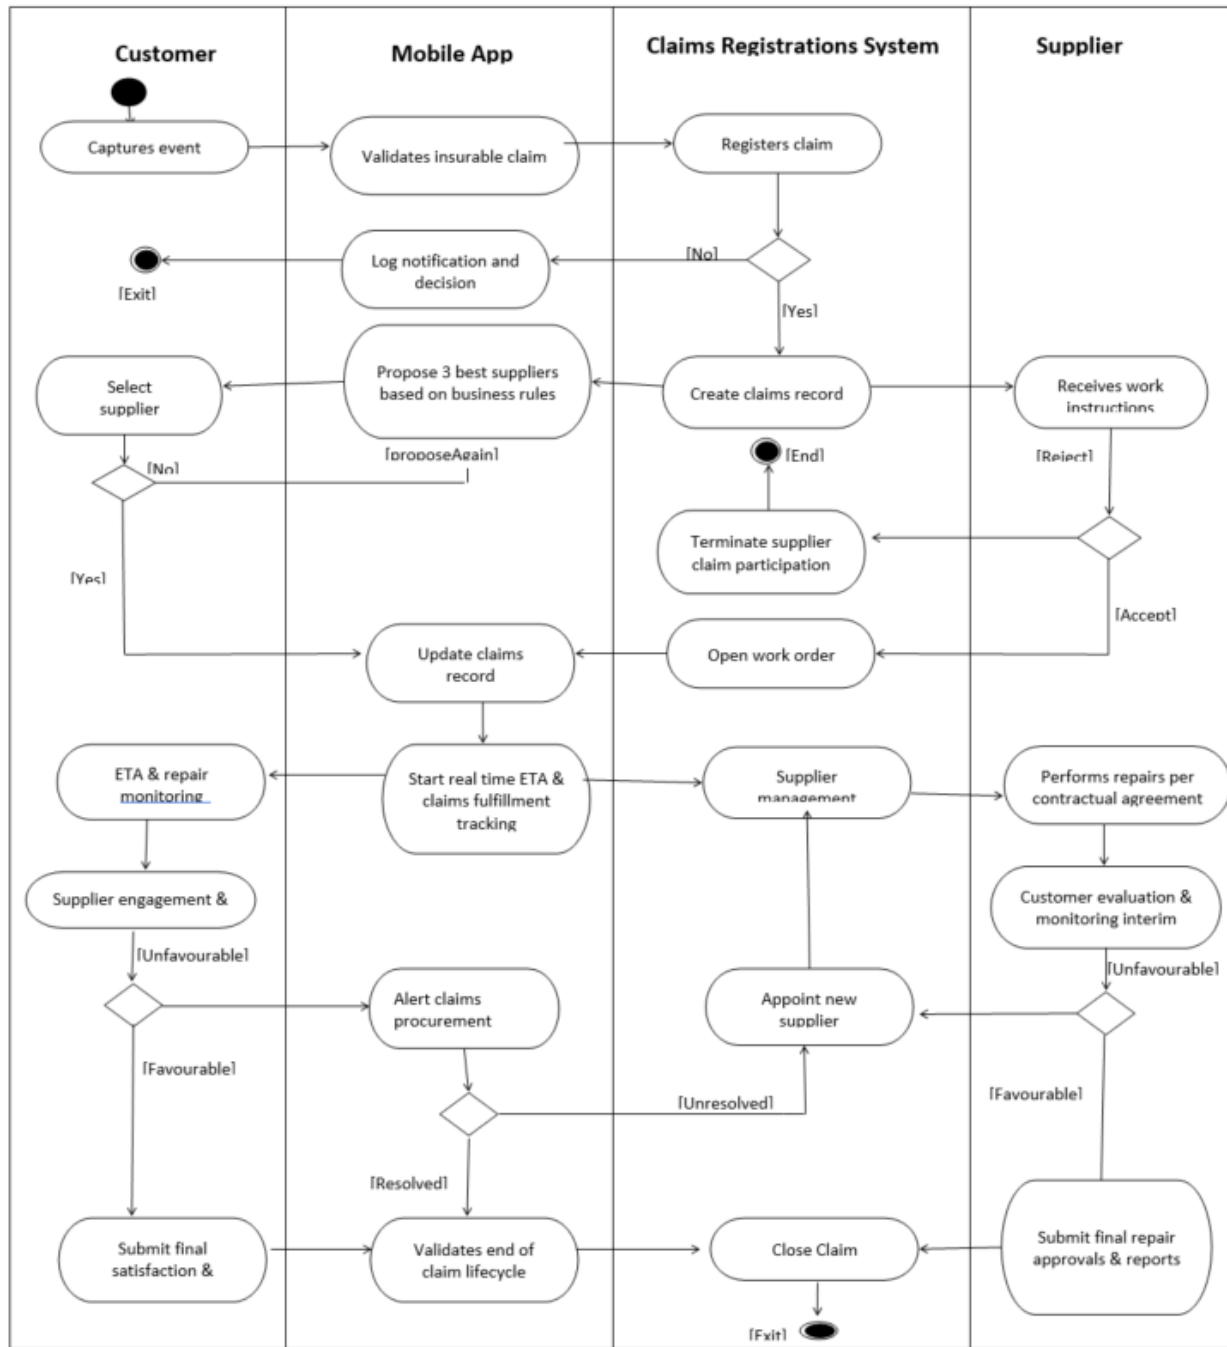 Customer
Mobile App
Claims Registrations System
Supplier
Captures event
Validates insurable claim
Registers claim
[No]
Log notification and
decision
[Exit]
[Yes]
Select
supplier
Propose 3 best suppliers
based on business rules
Create claims record
Receives work
instructions
[No]
[proposeAgain]
[End]
[Reject]
Terminate supplier
claim participation
[Yes]
[Accept]
Update claims
record
Open work order
ETA & repair
monitoring
Start real time ETA &
claims fulfillment
tracking
Supplier
management
Performs repairs per
contractual agreement
Supplier engagement &
Customer evaluation &
monitoring interim
[Unfavourable]
[Unfavourable]
Alert claims
procurement
Appoint new
supplier
[Favourable]
[Unresolved]
[Favourable]
[Resolved]
Submit final
satisfaction &
Validates end of
claim lifecycle
Close Claim
Submit final repair
approvals & reports
[Exit]